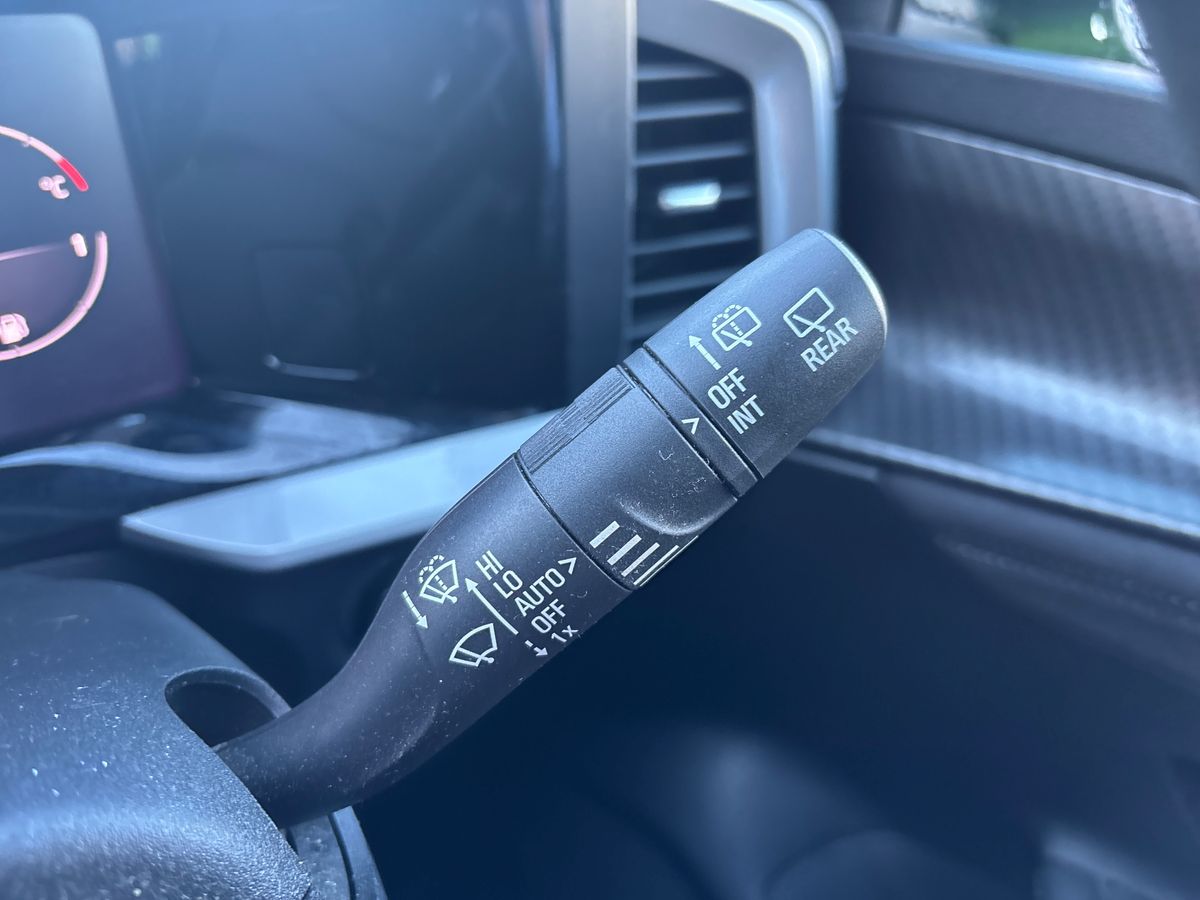 REAR
OFF
INT
>
HI
LO
AUTO >
OFF
1x
°C